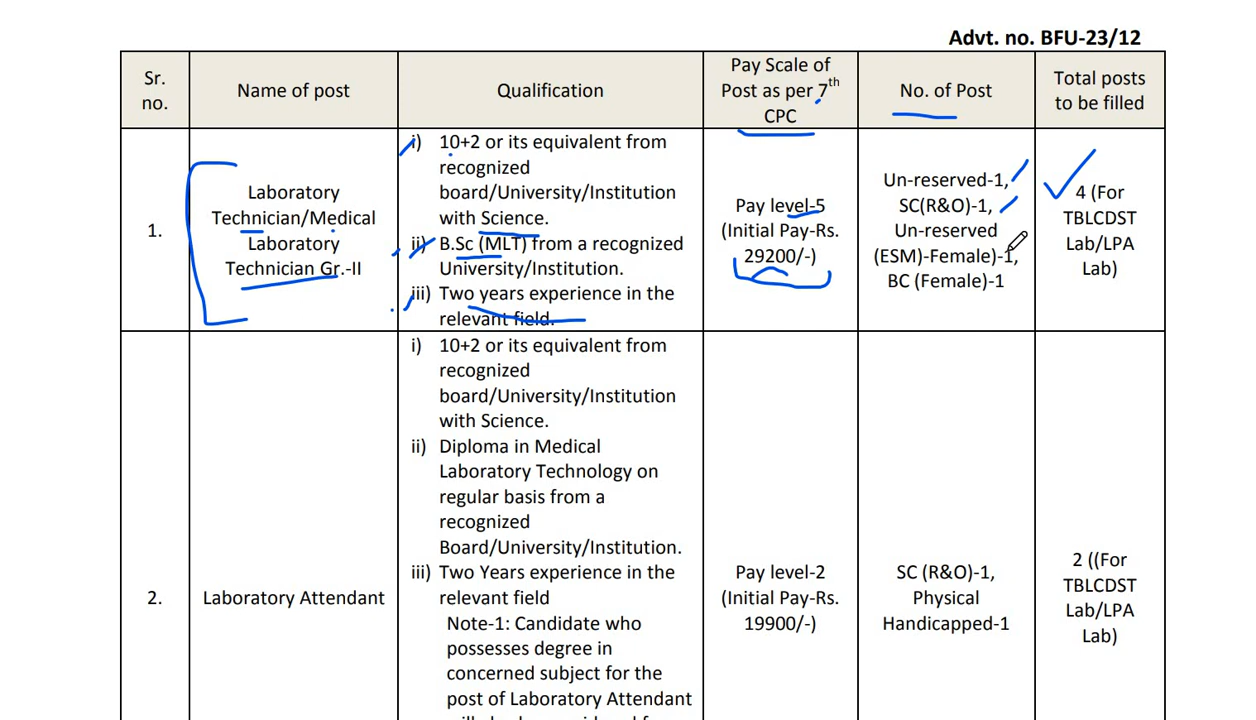 Advt. no. BFU-23/12
Sr.
no.
Name of post
Qualification
Pay Scale of
Post as per 7th
CPC
No. of Post
Total posts
to be filled
1.
Laboratory
Technician/Medical
Laboratory
Technician Gr.-II
i) 10+2 or its equivalent from
recognized
board/University/Institution
with Science.
ii) B.Sc (MLT) from a recognized
University/Institution.
iii) Two years experience in the
relevant field.
Pay level-5
(Initial Pay-Rs.
29200/-)
Un-reserved-1,
SC(R&O)-1,
Un-reserved
(ESM)-Female)-1,
BC (Female)-1
4 (For
TBLCDST
Lab/LPA
Lab)
2.
Laboratory Attendant
i) 10+2 or its equivalent from
recognized
board/University/Institution
with Science.
ii) Diploma in Medical
Laboratory Technology on
regular basis from a
recognized
Board/University/Institution.
iii) Two Years experience in the
relevant field
Note-1: Candidate who
possesses degree in
concerned subject for the
post of Laboratory Attendant
Pay level-2
(Initial Pay-Rs.
19900/-)
SC (R&O)-1,
Physical
Handicapped-1
2 ((For
TBLCDST
Lab/LPA
Lab)